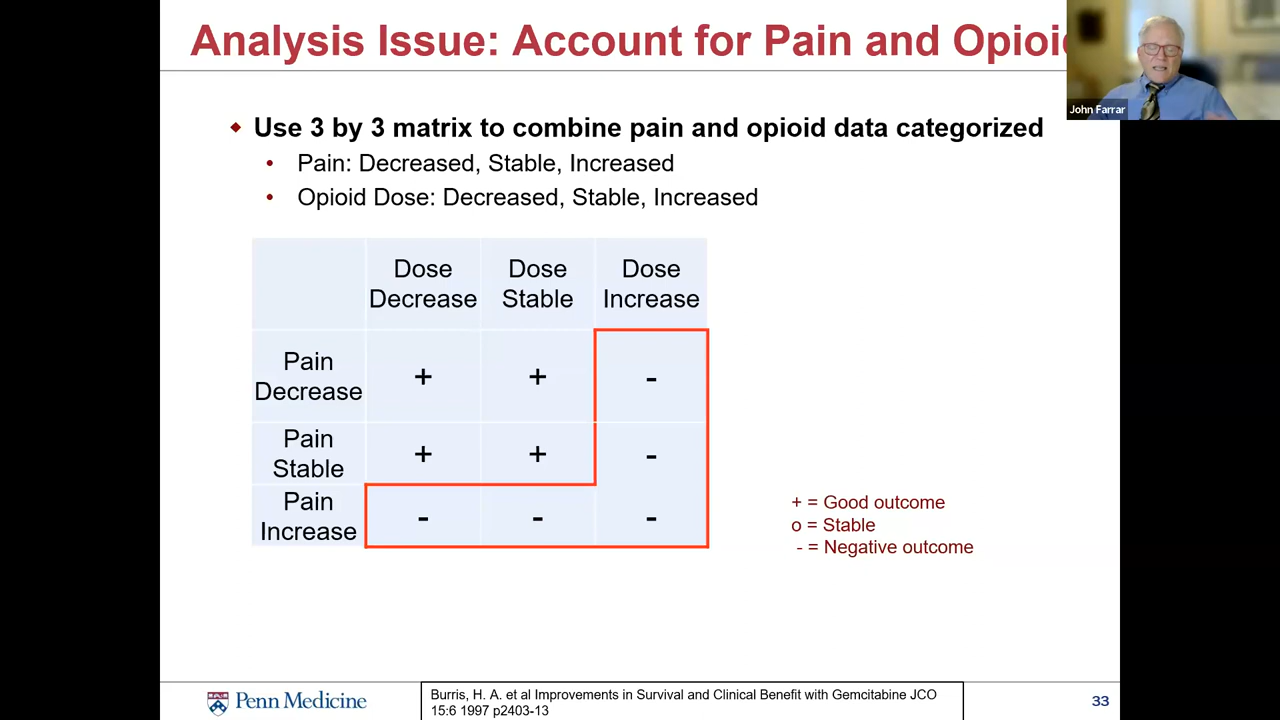 Analysis Issue: Account for Pain and Opioid
John Farrar
Use 3 by 3 matrix to combine pain and opioid data categorized
• Pain: Decreased, Stable, Increased
• Opioid Dose: Decreased, Stable, Increased
Dose Decrease
Dose Stable
Dose Increase
Pain Decrease
+ + -
Pain Stable
+ + -
Pain Increase
- - -
+ = Good outcome
o = Stable
- = Negative outcome
Penn Medicine
Burris, H. A. et al Improvements in Survival and Clinical Benefit with Gemcitabine JCO
15:6 1997 p2403-13
33